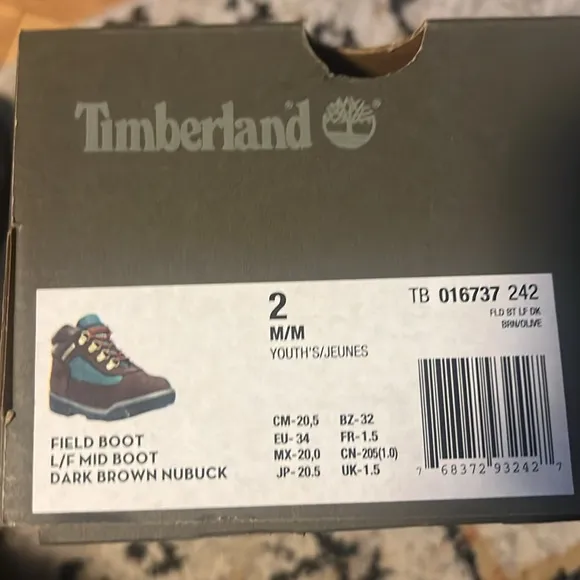 Timberland
2
M/M
YOUTH'S/JEUNES
TB 016737 242
FLD BT LF DK
BRN/OLIVE
FIELD BOOT
L/F MID BOOT
DARK BROWN NUBUCK
CM-20,5 BZ-32
EU-34 FR-1.5
MX-20,0 CN-205(1.0)
JP-20.5 UK-1.5
7 68372 93242 7